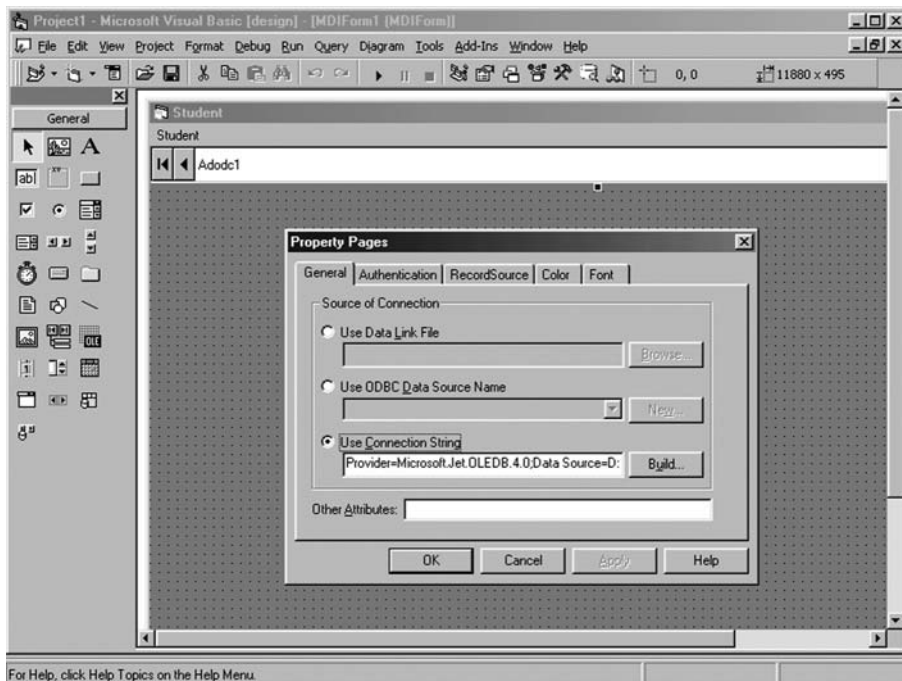 Project1 - Microsoft Visual Basic [design] - [MDIForm1 (MDIForm)]
File Edit View Project Format Debug Run Query Diagram Tools Add-Ins Window Help
0, 0 11880 x 495
General
Student
Student
A
Adodc1
ab
Property Pages
General Authentication RecordSource Color Font
Source of Connection
Use Data Link File
Browse...
Use ODBC Data Source Name
New...
Use Connection String
Provider=Microsoft.Jet.OLEDB.4.0;Data Source=D:
Build...
Other Attributes:
OK Cancel Apply Help
OLE
For Help, click Help Topics on the Help Menu.